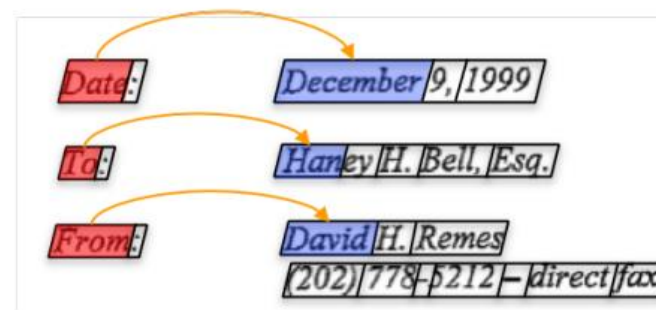 Date: December 9, 1999
To: Haney H. Bell, Esq.
From: David H. Remes
(202) 778-5212 – direct fax